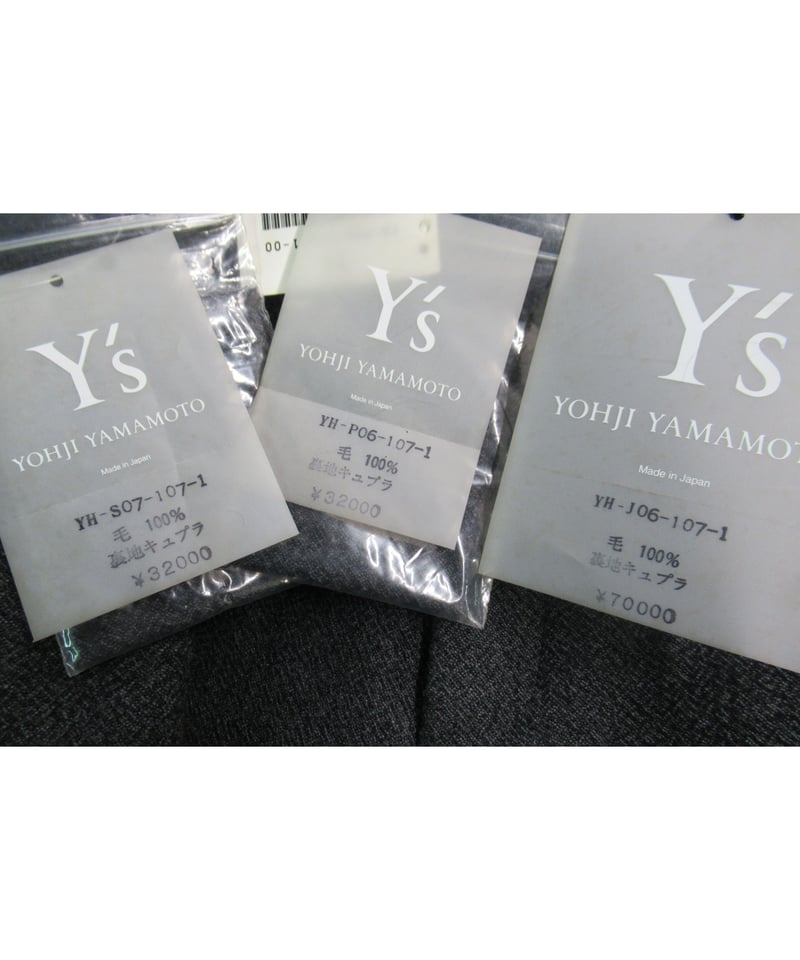 Y's
YOHJI YAMAMOTO
Made in Japan
YH-S07-107-1
毛 100%
裏地キュプラ
¥32000
1-00
Y's
YOHJI YAMAMOTO
Made in Japan
YH-P06-107-1
毛 100%
裏地キュプラ
¥32000
Y's
YOHJI YAMAMOTO
Made in Japan
YH-J06-107-1
毛 100%
裏地キュプラ
¥70000